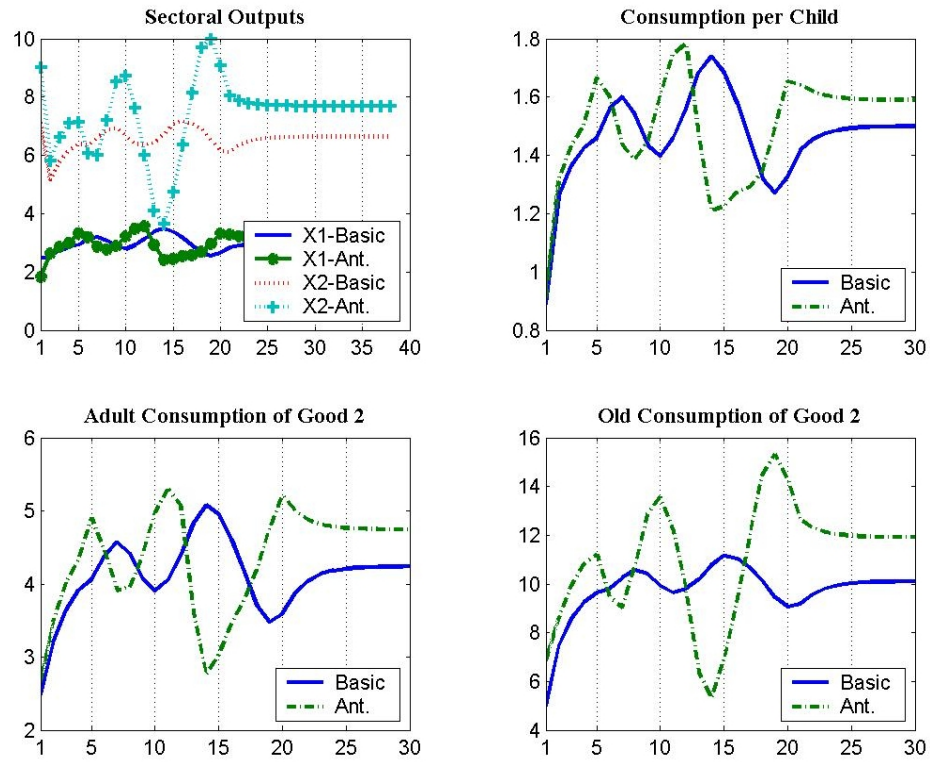 Sectoral Outputs
10
8
6
4
2
0
1 5 10 15 20 25 30 35 40
X1-Basic
X1-Ant.
X2-Basic
X2-Ant.
Consumption per Child
1.8
1.6
1.4
1.2
1
0.8
1 5 10 15 20 25 30
Basic
Ant.
Adult Consumption of Good 2
6
5
4
3
2
1 5 10 15 20 25 30
Basic
Ant.
Old Consumption of Good 2
16
14
12
10
8
6
4
1 5 10 15 20 25 30
Basic
Ant.